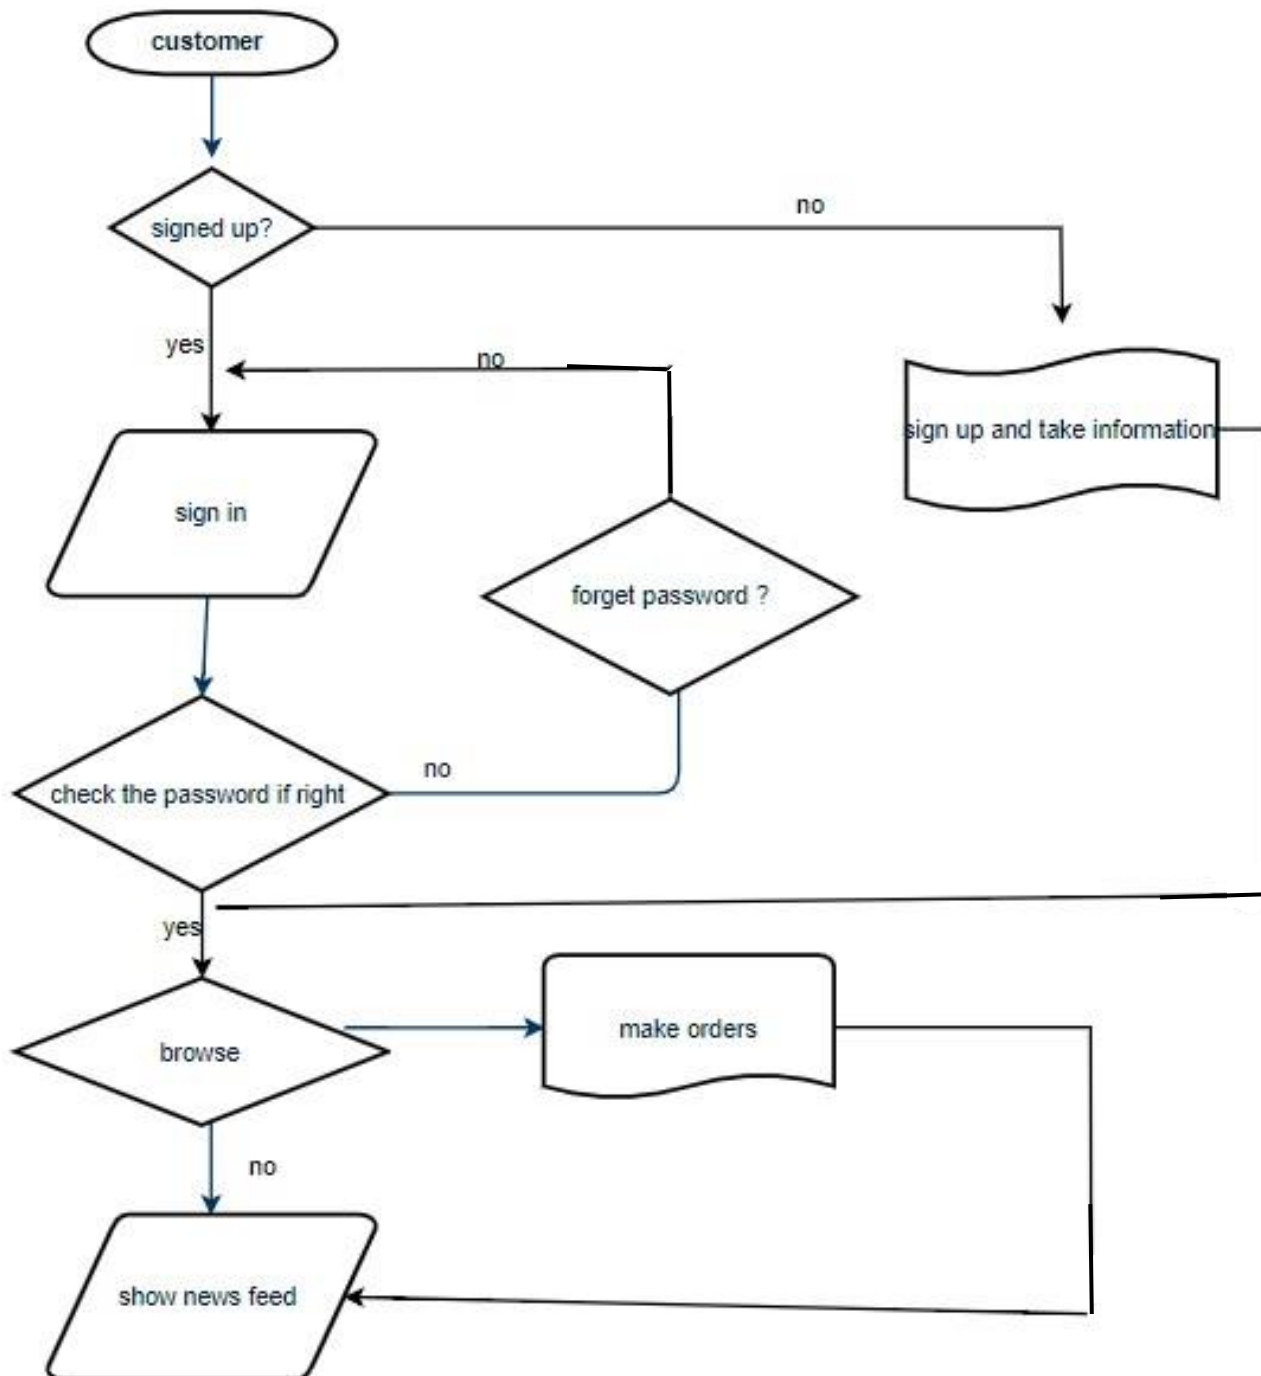 customer
signed up?
no
yes
no
sign up and take information
sign in
forget password ?
no
check the password if right
yes
make orders
browse
no
show news feed